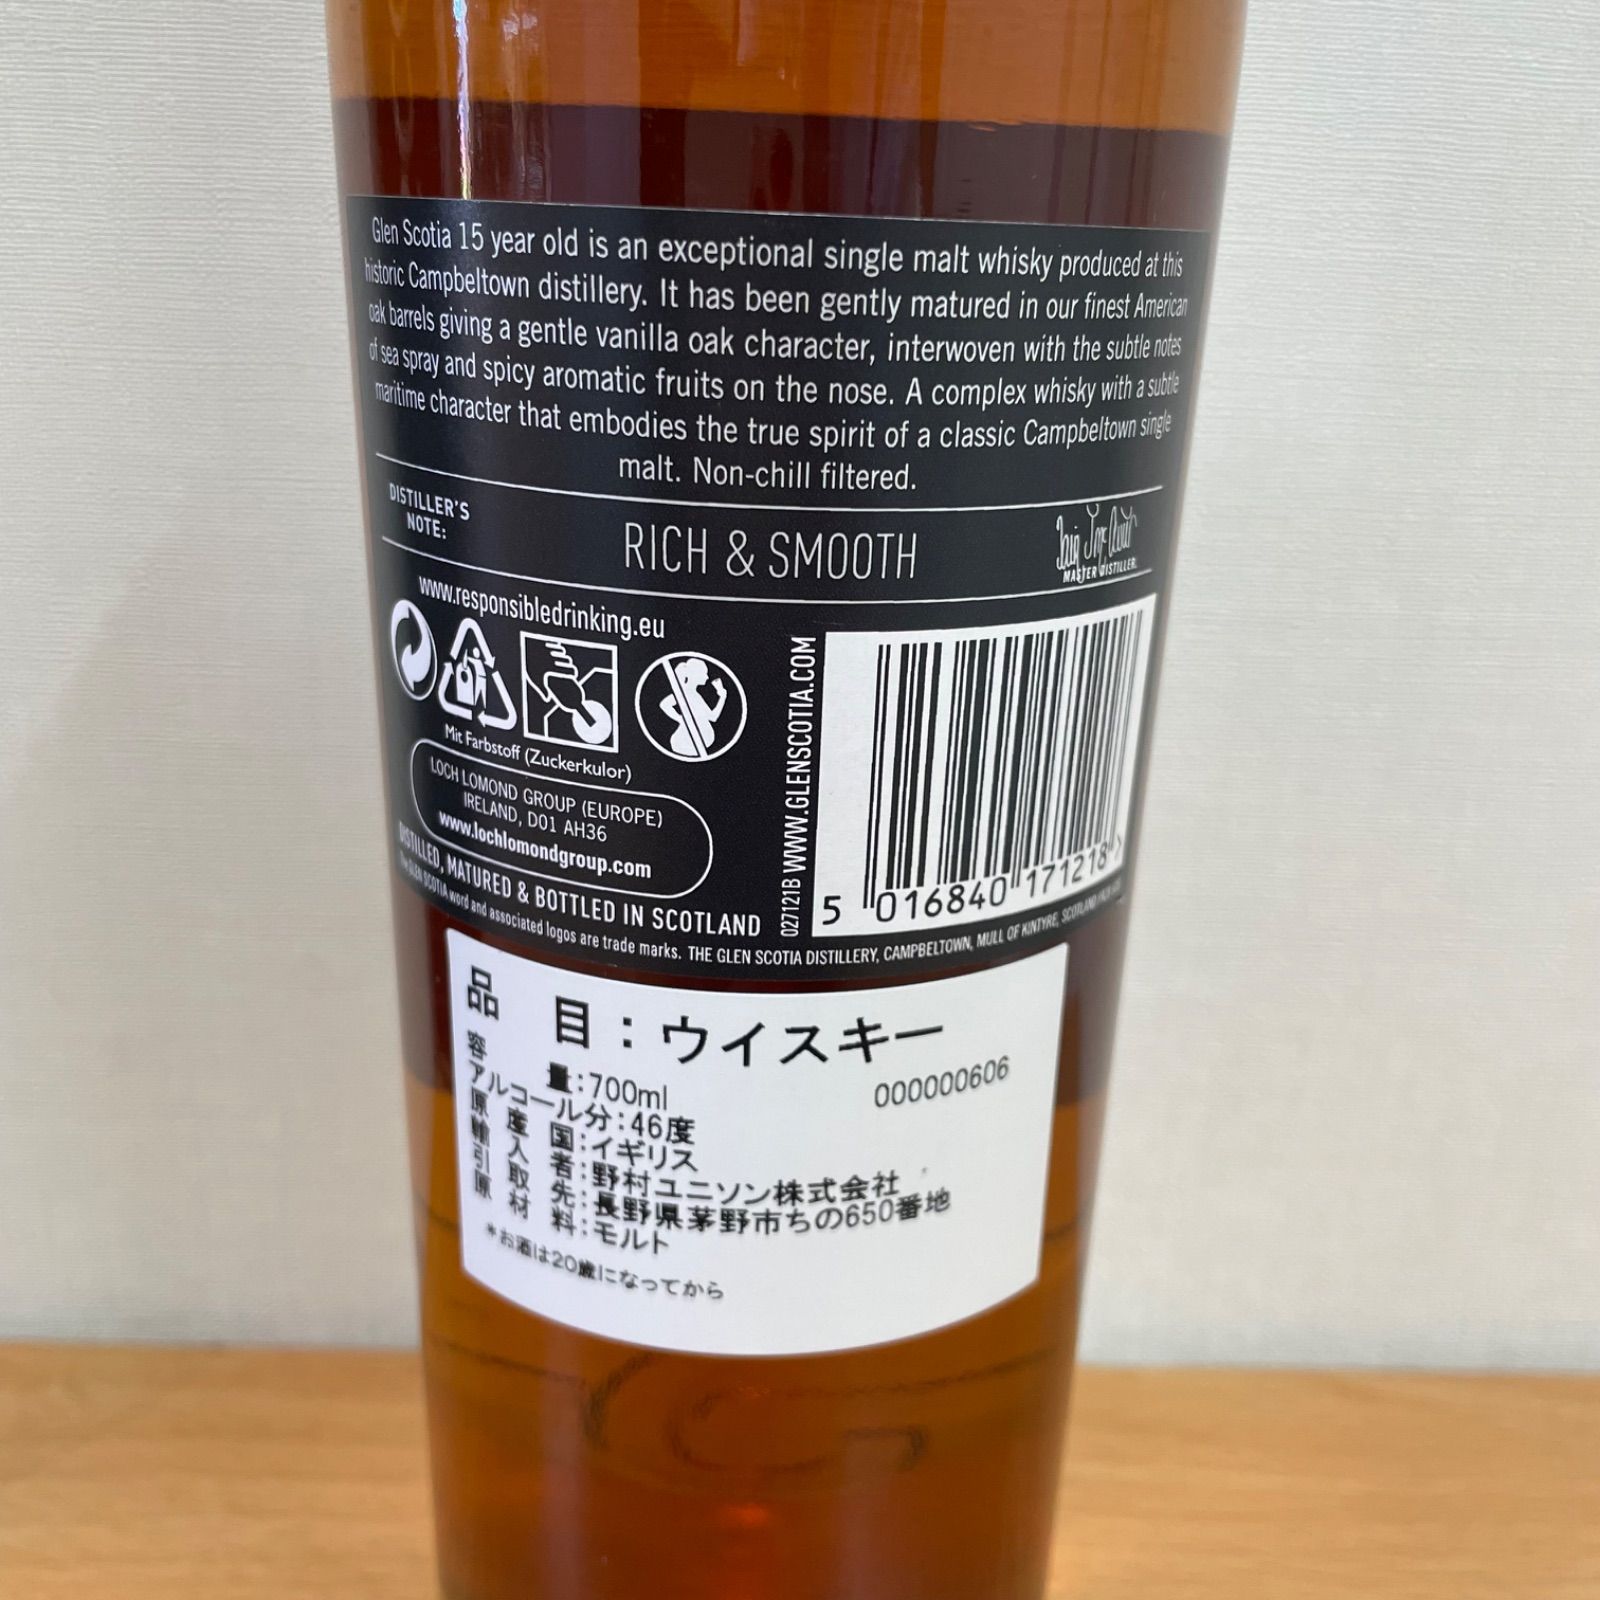 Glen Scotia 15 year old is an exceptional single malt whisky produced at this
historic Campbeltown distillery. It has been gently matured in our finest American
oak barrels giving a gentle vanilla oak character, interwoven with the subtle notes
of sea spray and spicy aromatic fruits on the nose. A complex whisky with a subtle
maritime character that embodies the true spirit of a classic Campbeltown single
malt. Non-chill filtered.
DISTILLER'S
NOTE:
RICH & SMOOTH
MASTER DISTILLER.
www.responsibledrinking.eu
Mit Farbstoff (Zuckerkulor)
LOCH LOMOND GROUP (EUROPE)
IRELAND, D01 AH36
www.lochlomondgroup.com
DISTILLED, MATURED & BOTTLED IN SCOTLAND
The GLEN SCOTIA word and associated logos are trade marks. THE GLEN SCOTIA DISTILLERY, CAMPBELTOWN, MULL OF KINTYRE, SCOTLAND
027121B WWW.GLENSCOTIA.COM
5 016840 171218 >
品 目:ウイスキー
容 量:700ml
000000606
アルコール分:46度
原 産 国:イギリス
輸 入 者:野村ユニソン株式会社
引 取 先:長野県茅野市ちの650番地
原 材 料:モルト
*お酒は20歳になってから